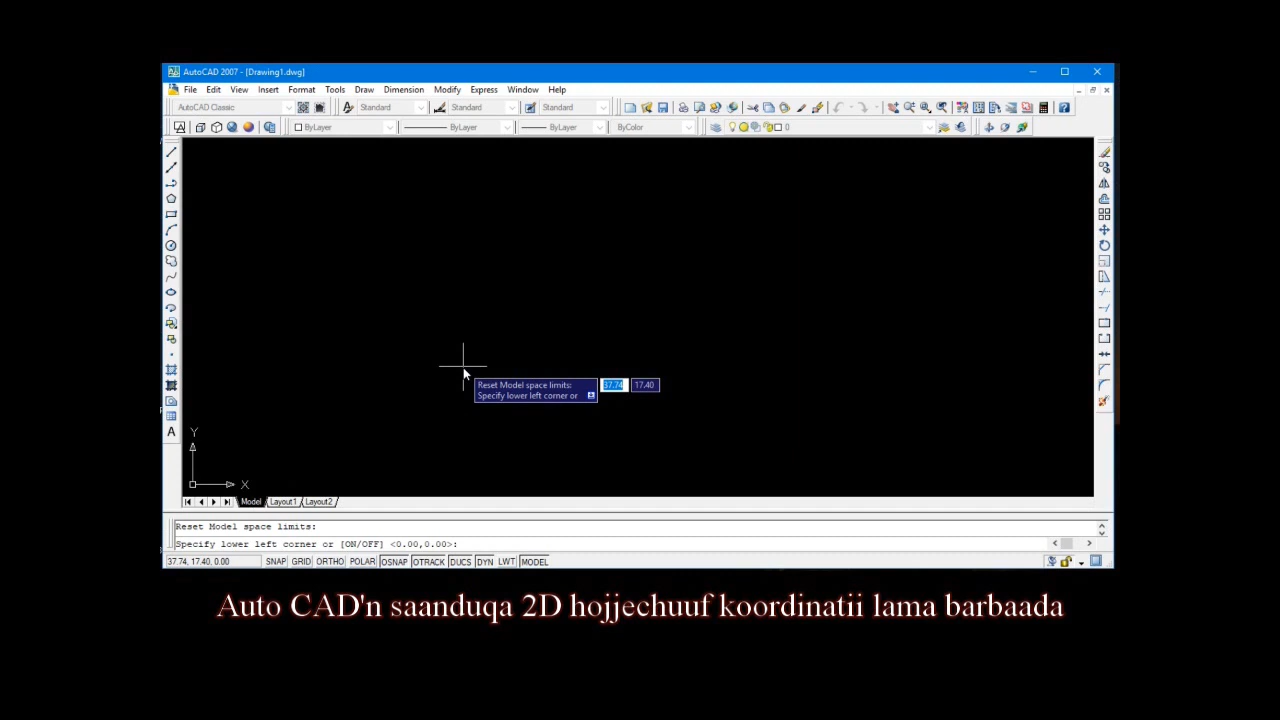 AutoCAD 2007 - [Drawing1.dwg]
File Edit View Insert Format Tools Draw Dimension Modify Express Window Help
AutoCAD Classic Standard Standard Standard
ByLayer ByLayer ByLayer ByColor 0
Reset Model space limits: 37.74 17.40
Specify lower left corner or
Y
X
A
Model Layout1 Layout2
Reset Model space limits:
Specify lower left corner or [ON/OFF] <0.00,0.00>:
37.74, 17.40, 0.00 SNAP GRID ORTHO POLAR OSNAP OTRACK DUCS DYN LWT MODEL
Auto CAD'n saanduqa 2D hojjechuuf koordinatii lama barbaada